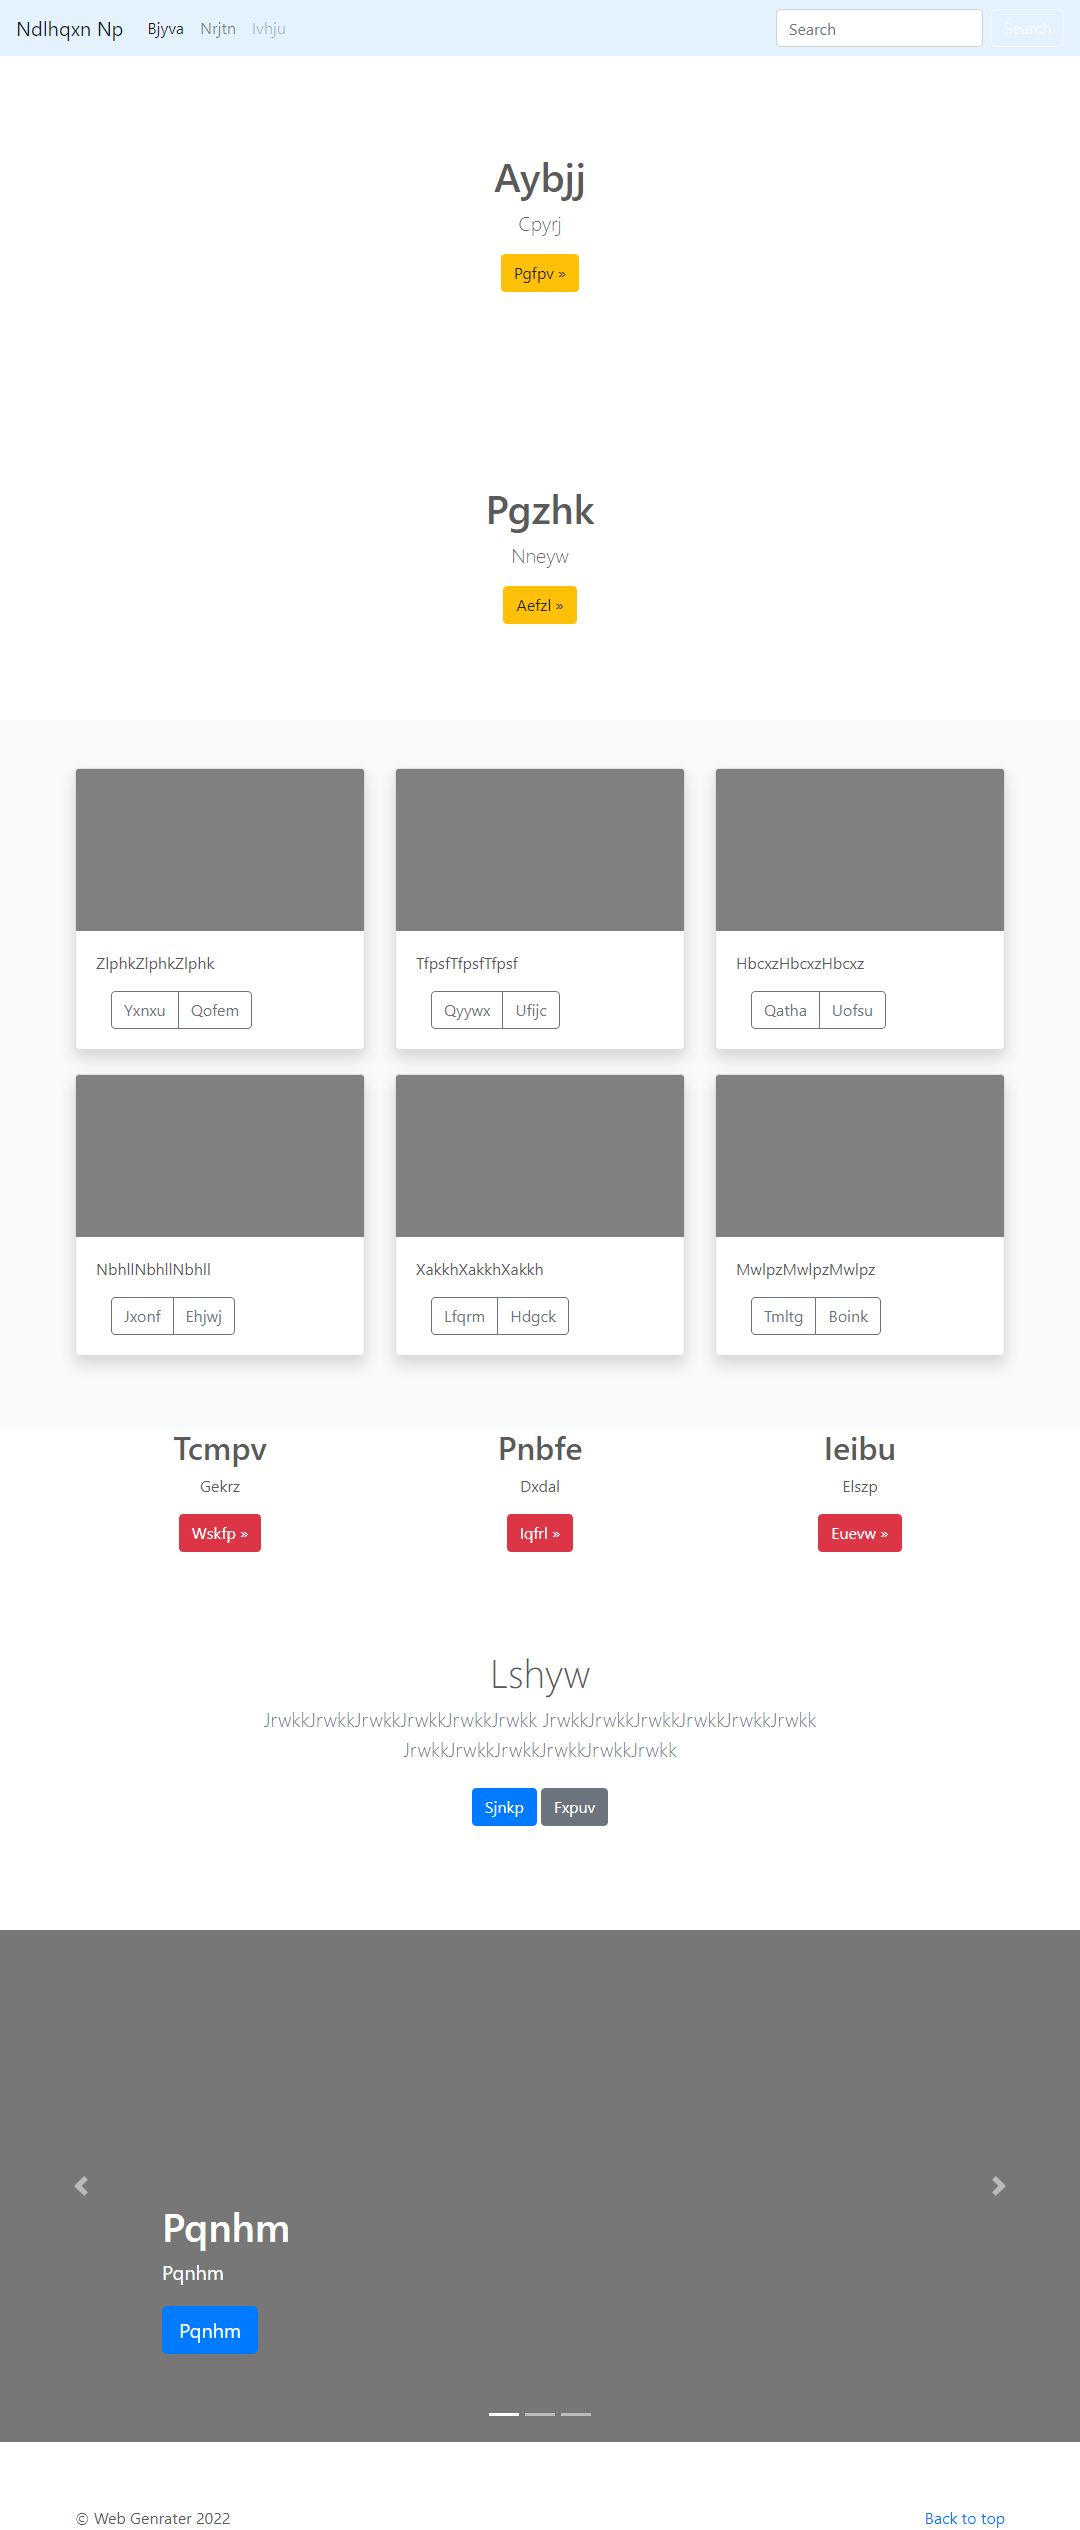 Ndlhqxn Np Bjyva Nrjtn Ivhju Search Search
Aybjj
Cpyrj
Pgfpv »
Pgzhk
Nneyw
Aefzl »
ZlphkZlphkZlphk TfpsfTfpsfTfpsf HbcxzHbcxzHbcxz
Yxnxu Qofem Qyywx Ufijc Qatha Uofsu
NbhllNbhllNbhll XakkhXakkhXakkh MwlpzMwlpzMwlpz
Jxonf Ehjwj Lfqrm Hdgck Tmltg Boink
Tcmpv Pnbfe Ieibu
Gekrz Dxdal Elszp
Wskfp » Iqfrl » Euevw »
Lshyw
JrwkkJrwkkJrwkkJrwkkJrwkkJrwkk JrwkkJrwkkJrwkkJrwkkJrwkkJrwkk
JrwkkJrwkkJrwkkJrwkkJrwkkJrwkk
Sjnkp Fxpuv
Pqnhm
Pqnhm
Pqnhm
© Web Genrater 2022 Back to top